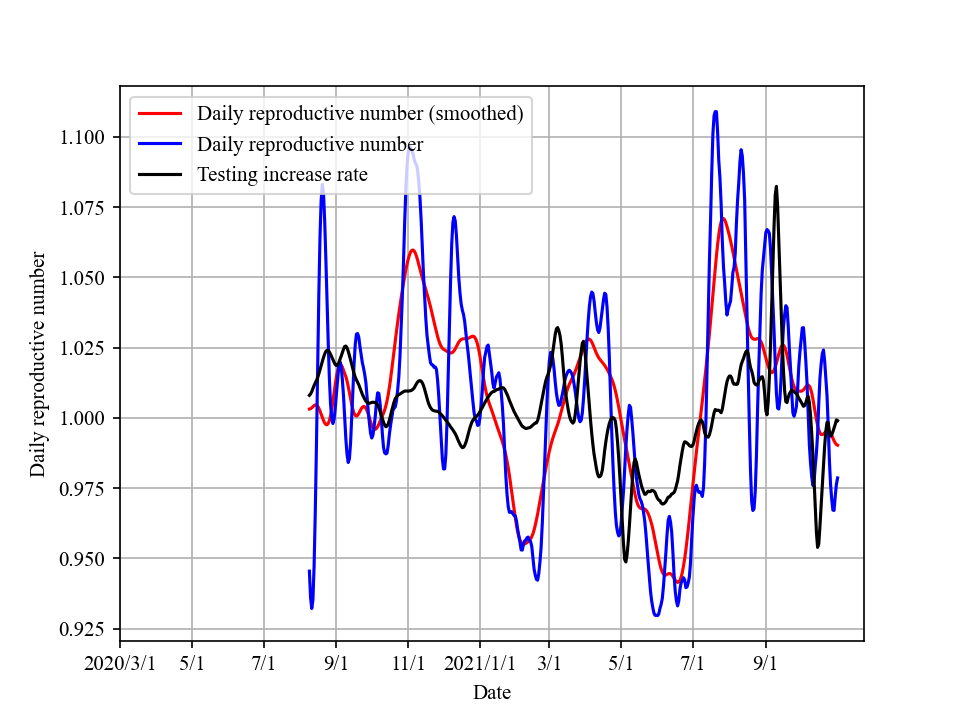 Daily reproductive number (smoothed)
Daily reproductive number
Testing increase rate
Daily reproductive number
1.100
1.075
1.050
1.025
1.000
0.975
0.950
0.925
2020/3/1 5/1 7/1 9/1 11/1 2021/1/1 3/1 5/1 7/1 9/1
Date